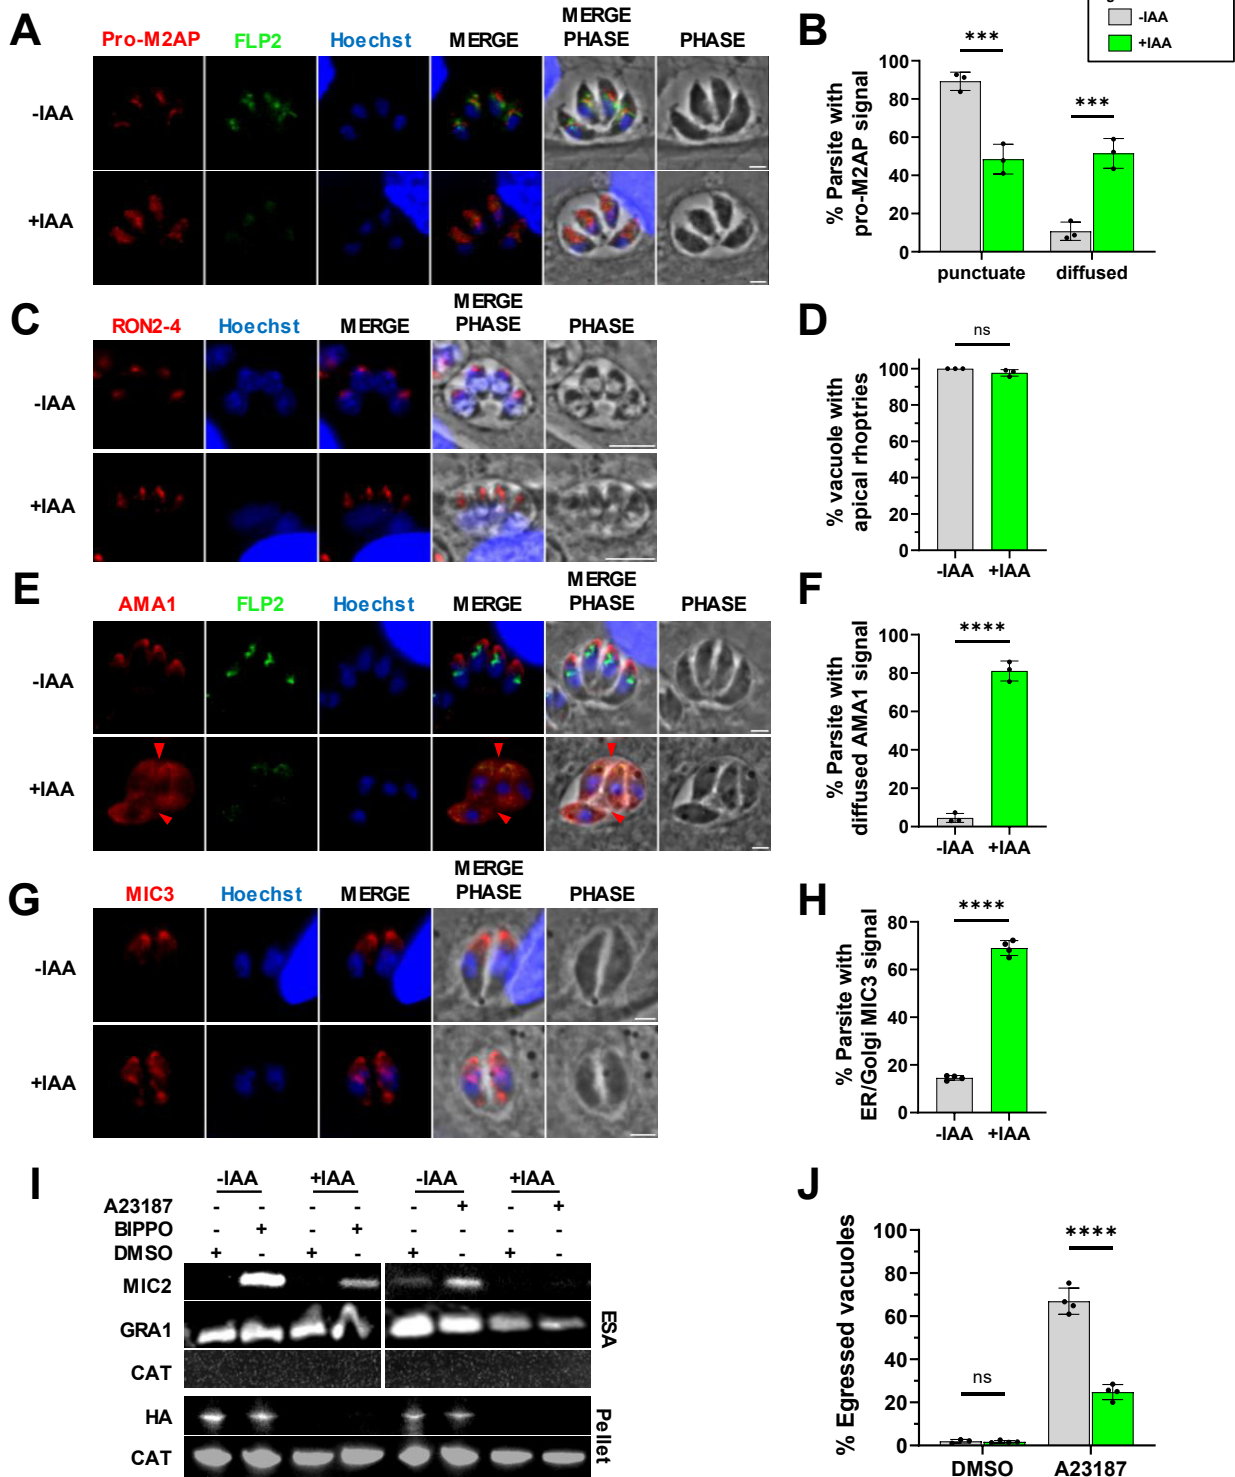 A
Pro-M2AP FLP2 Hoechst MERGE MERGE PHASE PHASE
-IAA
+IAA
B
-IAA
+IAA
*** ***
% Parsite with pro-M2AP signal
100
80
60
40
20
0
punctuate diffused
C
RON2-4 Hoechst MERGE MERGE PHASE PHASE
-IAA
+IAA
D
ns
% vacuole with apical rhoptries
100
80
60
40
20
0
-IAA +IAA
E
AMA1 FLP2 Hoechst MERGE MERGE PHASE PHASE
-IAA
+IAA
F
****
% Parsite with diffused AMA1 signal
100
80
60
40
20
0
-IAA +IAA
G
MIC3 Hoechst MERGE MERGE PHASE PHASE
-IAA
+IAA
H
****
% Parsite with ER/Golgi MIC3 signal
80
60
40
20
0
-IAA +IAA
I
-IAA +IAA -IAA +IAA
A23187 - - - - - + - +
BIPPO - + - + - - - -
DMSO + - + - + - + -
MIC2
GRA1
CAT
ESA
HA
CAT
Pellet
J
ns ****
% Egressed vacuoles
100
80
60
40
20
0
DMSO A23187